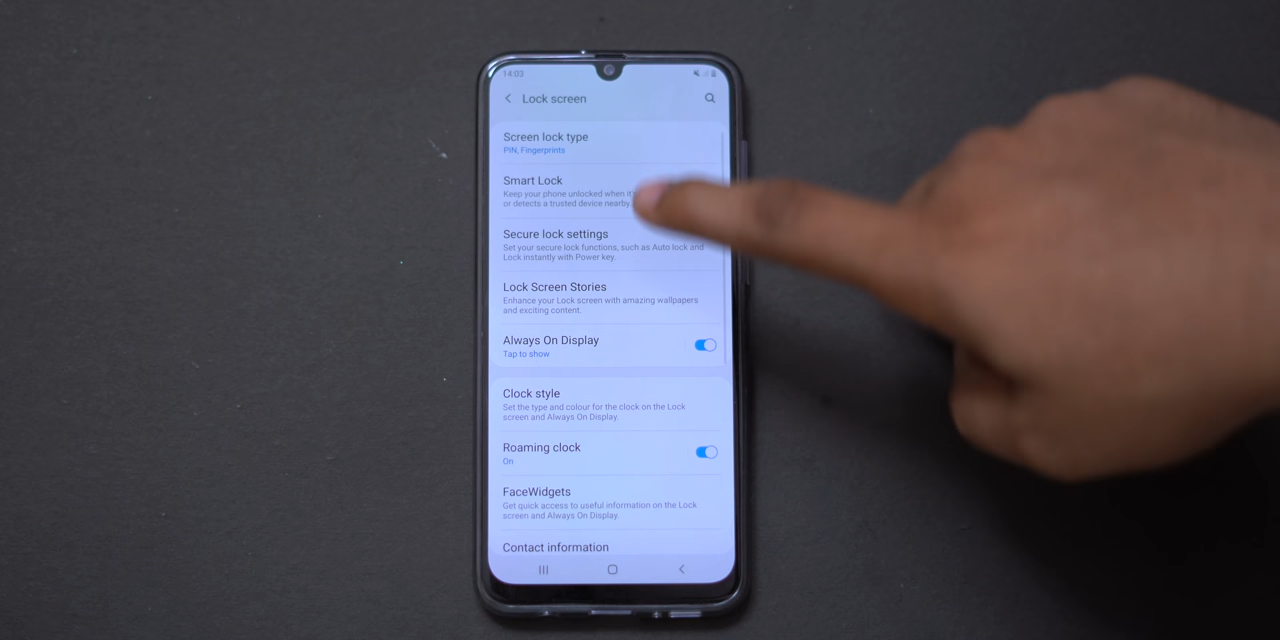 14:03
Lock screen
Screen lock type
PIN, Fingerprints
Smart Lock
Keep your phone unlocked when it's
or detects a trusted device nearby.
Secure lock settings
Set your secure lock functions, such as Auto lock and
Lock instantly with Power key.
Lock Screen Stories
Enhance your Lock screen with amazing wallpapers
and exciting content.
Always On Display
Tap to show
Clock style
Set the type and colour for the clock on the Lock
screen and Always On Display.
Roaming clock
On
FaceWidgets
Get quick access to useful information on the Lock
screen and Always On Display.
Contact information